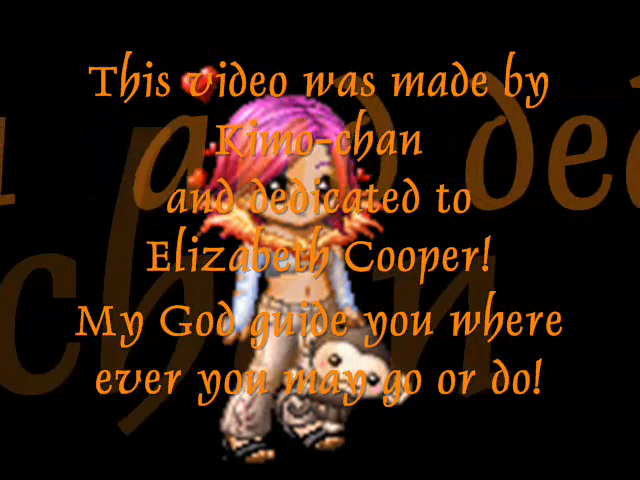 This video was made by
Kimo-chan
and dedicated to
Elizabeth Cooper!
My God guide you where
ever you may go or do!